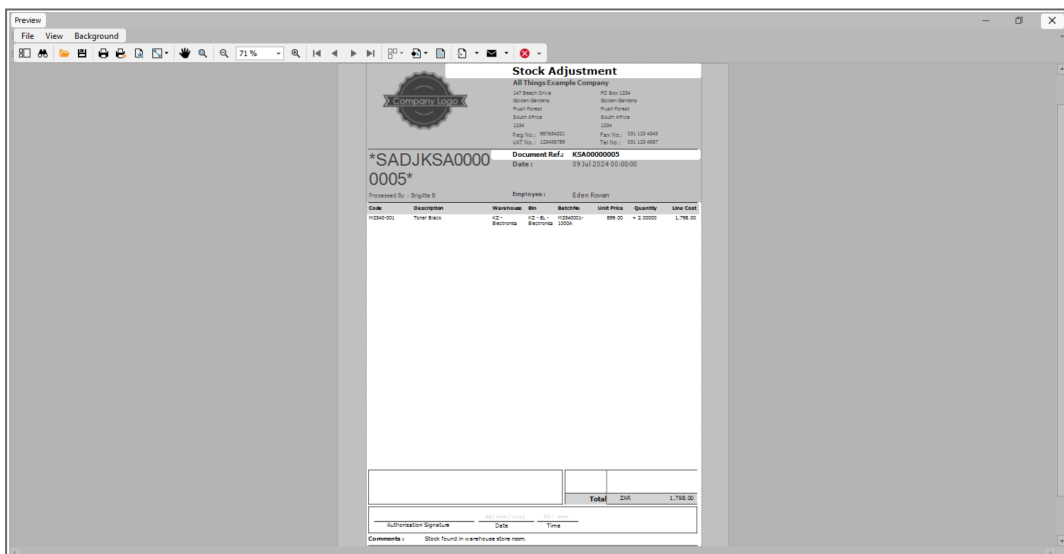 Preview
File View Background
71 %
Stock Adjustment
Company Logo
All Things Example Company
147 Beach Drive PO Box 1234
Golden Gardens Golden Gardens
Plush Forest Plush Forest
South Africa South Africa
1234 1234
Reg No.: 987654321 Fax No.: 031 123 4345
VAT No.: 123456789 Tel No.: 031 123 4567
*SADJKSA0000
0005*
Document Ref.: KSA00000005
Date : 09 Jul 2024 00:00:00
Processed By : Brigitte B
Employee : Eden Rowan
Code Description Warehouse Bin BatchNo Unit Price Quantity Line Cost
M2340-001 Toner Black KZ - Electronics KZ - EL - Electronics M2340001-1000A 899.00 + 2.00000 1,798.00
Total ZAR 1,798.00
Authorisation Signature Date Time
Comments : Stock found in warehouse store room.